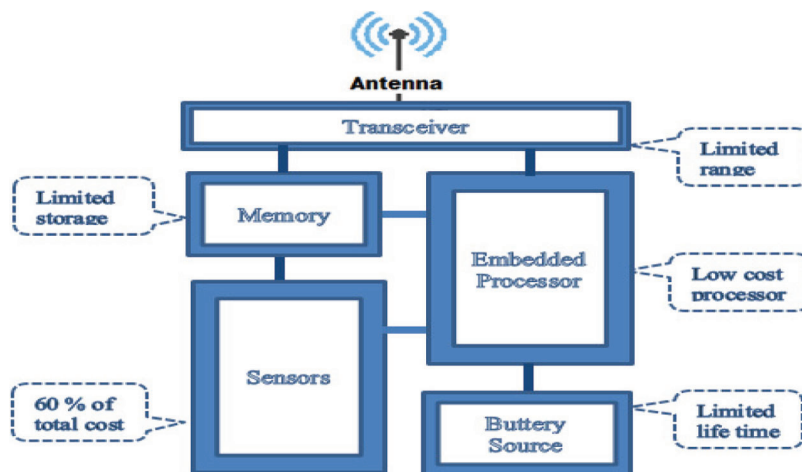 Antenna
Transceiver
Limited
range
Limited
storage
Memory
Embedded
Processor
Low cost
processor
Sensors
60 % of
total cost
Buttery
Source
Limited
life time